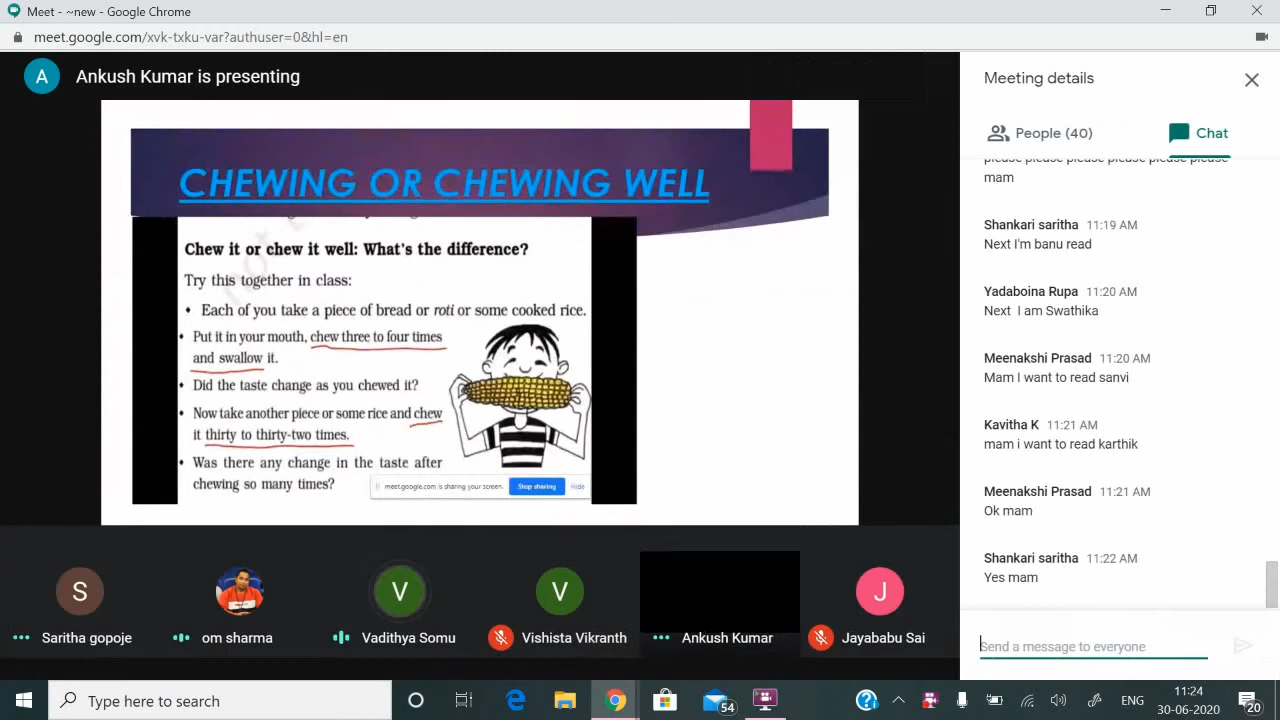 Meet - ~new - Google Chrome
meet.google.com/xvk-txku-var?authuser=0&hl=en
A
Ankush Kumar is presenting
CHEWING OR CHEWING WELL
not
Chew it or chew it well: What's the difference?
Try this together in class:
• Each of you take a piece of bread or roti or some cooked rice.
• Put it in your mouth, chew three to four times
and swallow it.
• Did the taste change as you chewed it?
• Now take another piece or some rice and chew
it thirty to thirty-two times.
• Was there any change in the taste after
chewing so many times?
meet.google.com is sharing your screen.
Stop sharing
Hide
S
V
V
J
Saritha gopoje
om sharma
Vadithya Somu
Vishista Vikranth
Ankush Kumar
Jayababu Sai
Meeting details
People (40)
Chat
please please please please please please
mam
Shankari saritha 11:19 AM
Next I'm banu read
Yadaboina Rupa 11:20 AM
Next I am Swathika
Meenakshi Prasad 11:20 AM
Mam I want to read sanvi
Kavitha K 11:21 AM
mam i want to read karthik
Meenakshi Prasad 11:21 AM
Ok mam
Shankari saritha 11:22 AM
Yes mam
Send a message to everyone
Type here to search
54
ENG
11:24
30-06-2020
20